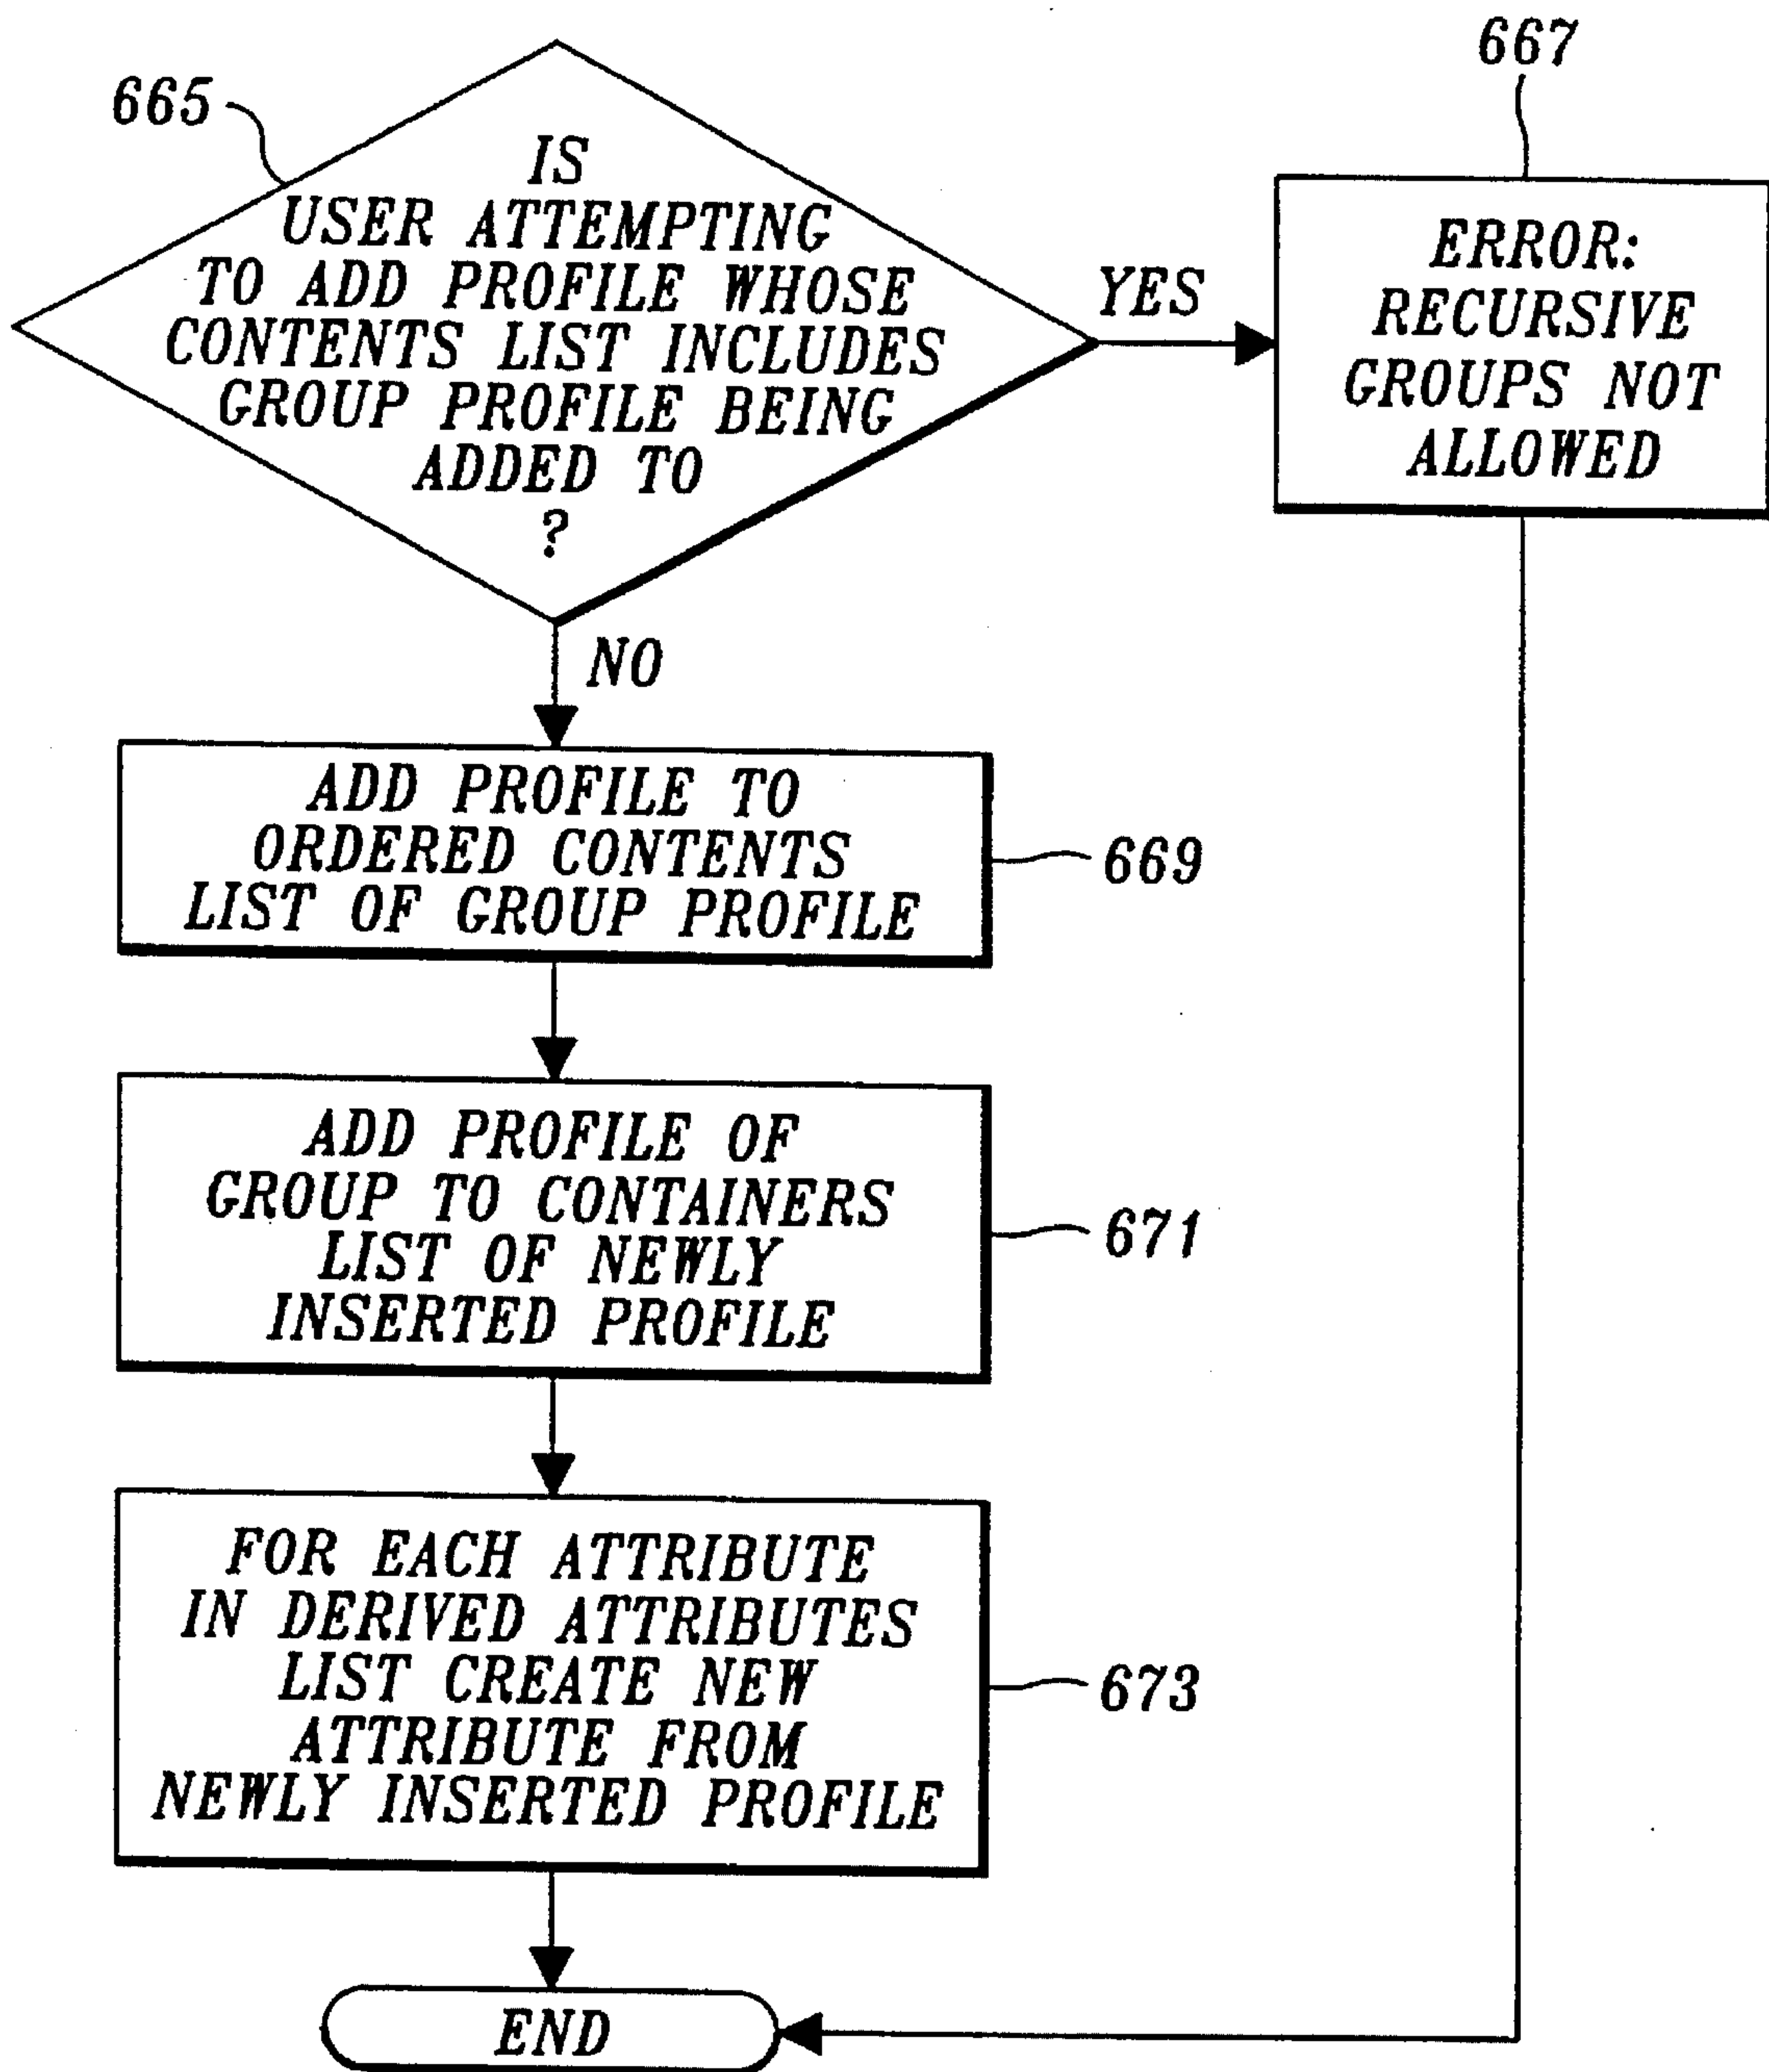 665
IS
USER ATTEMPTING
TO ADD PROFILE WHOSE
CONTENTS LIST INCLUDES
GROUP PROFILE BEING
ADDED TO
?
YES
667
ERROR:
RECURSIVE
GROUPS NOT
ALLOWED
NO
ADD PROFILE TO
ORDERED CONTENTS
LIST OF GROUP PROFILE
669
ADD PROFILE OF
GROUP TO CONTAINERS
LIST OF NEWLY
INSERTED PROFILE
671
FOR EACH ATTRIBUTE
IN DERIVED ATTRIBUTES
LIST CREATE NEW
ATTRIBUTE FROM
NEWLY INSERTED PROFILE
673
END